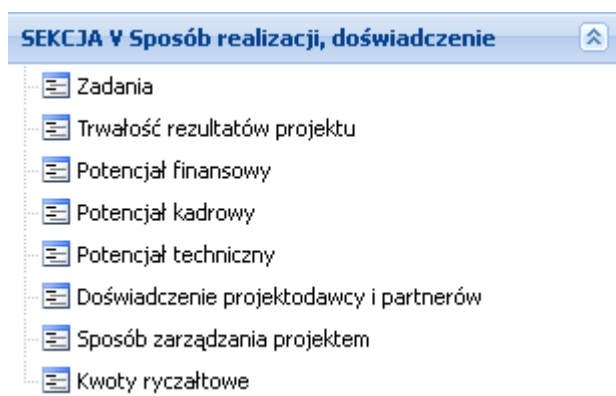 SEKCJA V Sposób realizacji, doświadczenie
Zadania
Trwałość rezultatów projektu
Potencjał finansowy
Potencjał kadrowy
Potencjał techniczny
Doświadczenie projektodawcy i partnerów
Sposób zarządzania projektem
Kwoty ryczałtowe